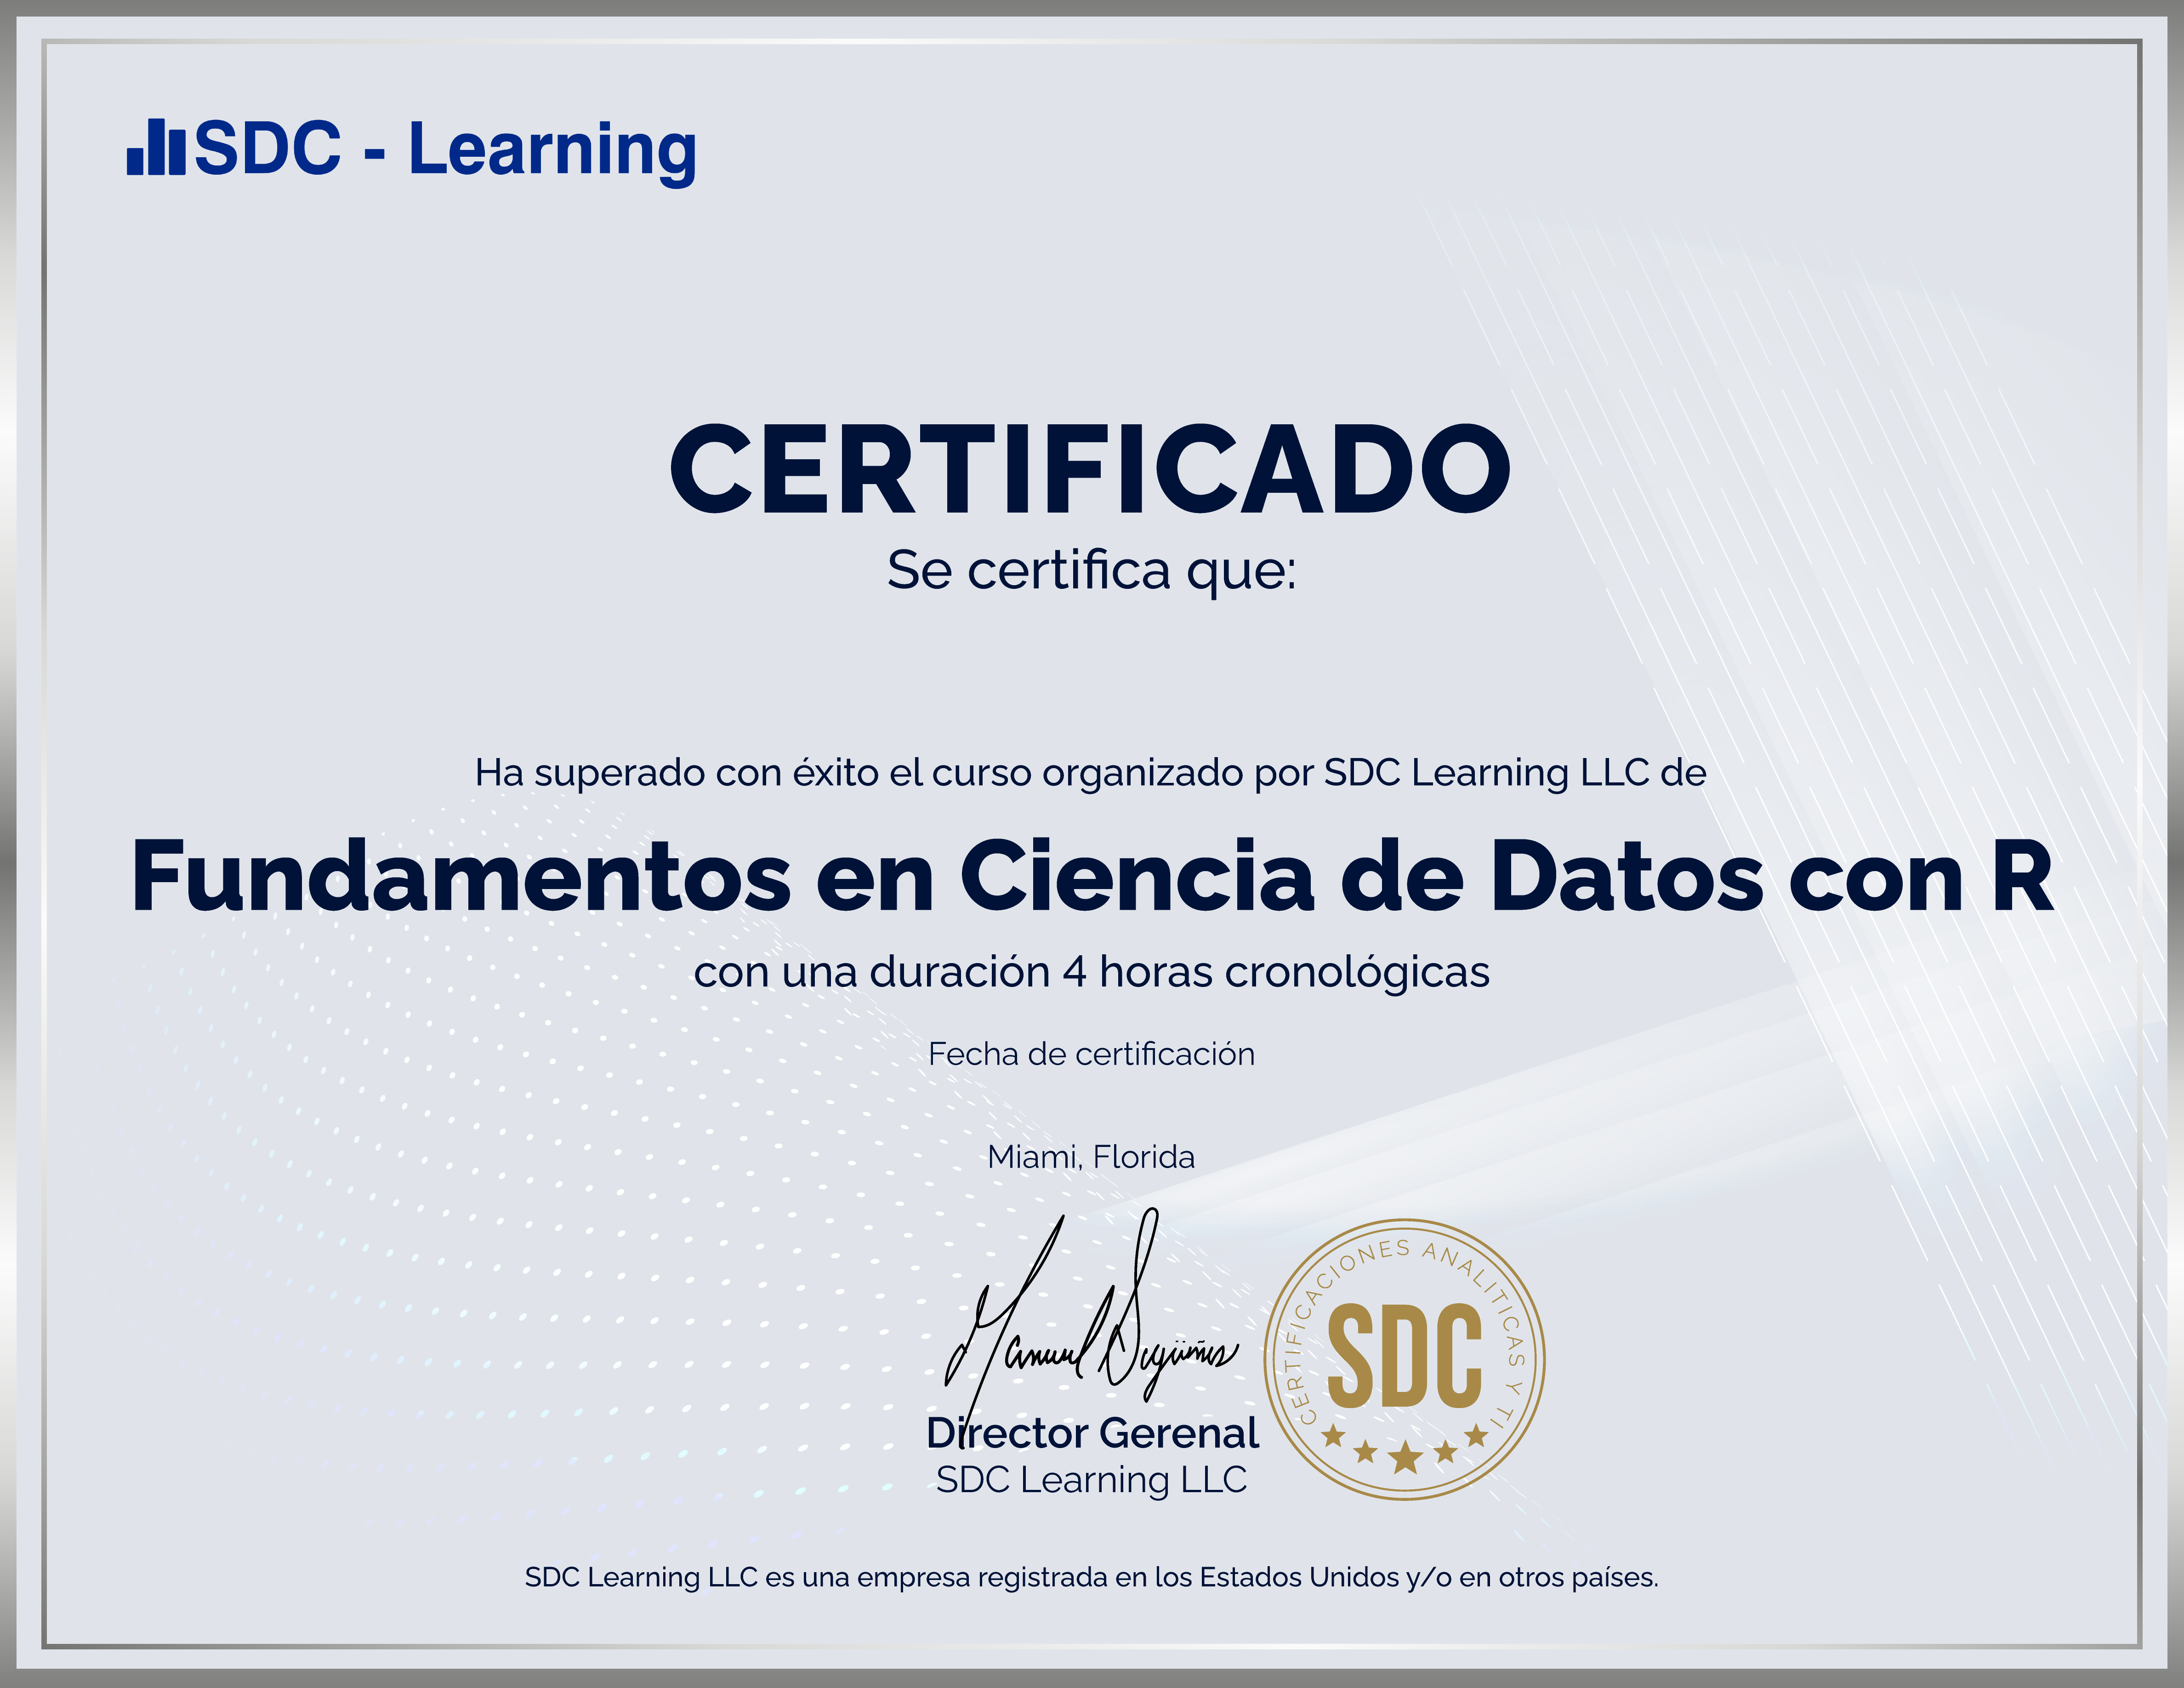 SDC - Learning
CERTIFICADO
Se certifica que:
Ha superado con éxito el curso organizado por SDC Learning LLC de
Fundamentos en Ciencia de Datos con R
con una duración 4 horas cronológicas
Fecha de certificación
Miami, Florida
CERTIFICACIONES ANALITICAS Y TI
SDC
Director Gerenal
SDC Learning LLC
SDC Learning LLC es una empresa registrada en los Estados Unidos y/o en otros países.